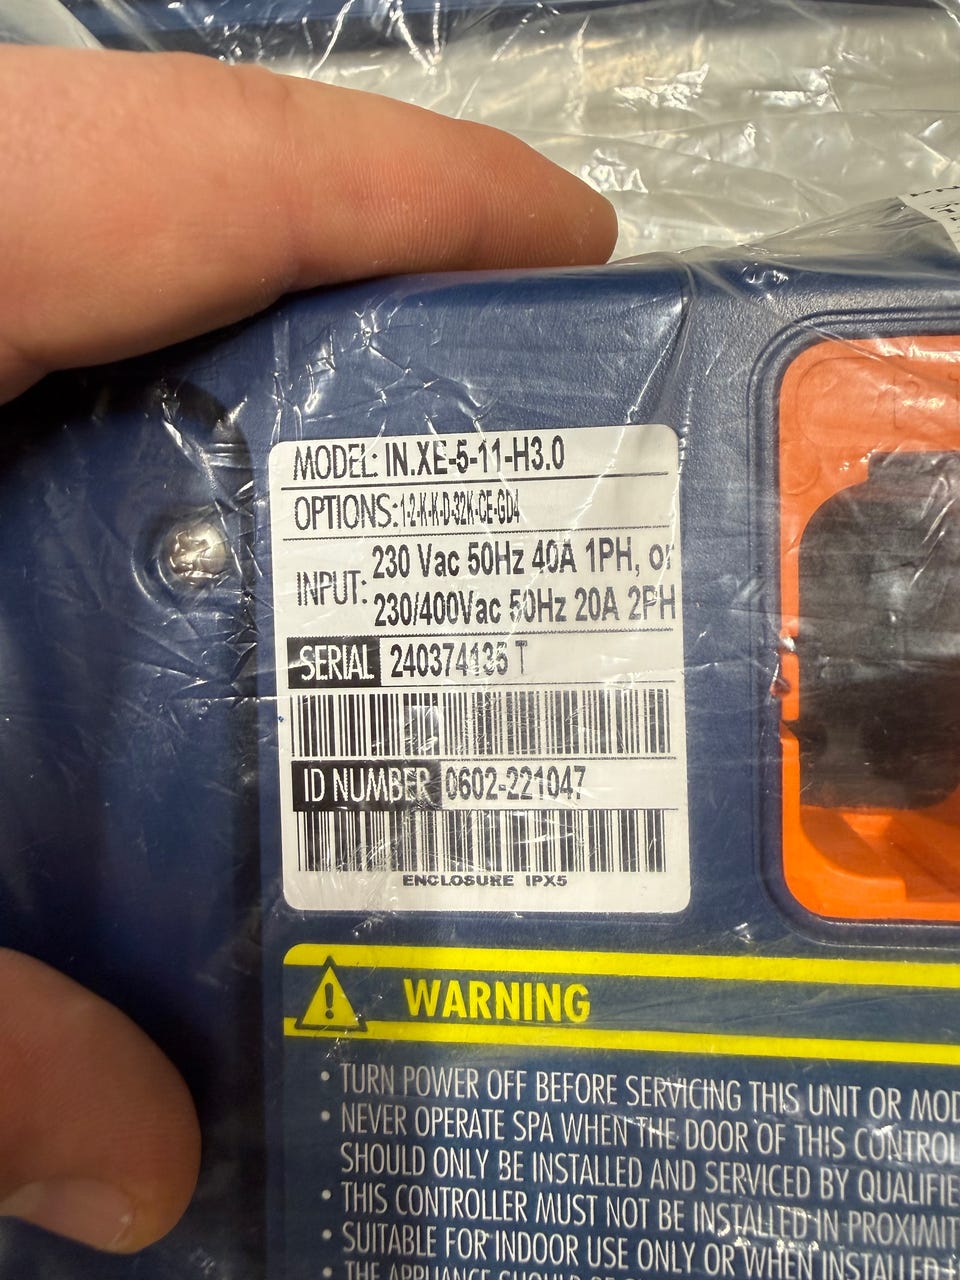 MODEL: IN.XE-5-11-H3.0
OPTIONS:1-2-K-K-D-32K-CE-GD4
INPUT: 230 Vac 50Hz 40A 1PH, or
230/400Vac 50Hz 20A 2PH
SERIAL 240374135 T
ID NUMBER 0602-221047
ENCLOSURE IPX5
WARNING
• TURN POWER OFF BEFORE SERVICING THIS UNIT OR MOD
• NEVER OPERATE SPA WHEN THE DOOR OF THIS CONTROL
SHOULD ONLY BE INSTALLED AND SERVICED BY QUALIFIE
• THIS CONTROLLER MUST NOT BE INSTALLED IN PROXIMIT
• SUITABLE FOR INDOOR USE ONLY OR WHEN INSTALLED
• THE APPLIANCE SHOULD BE